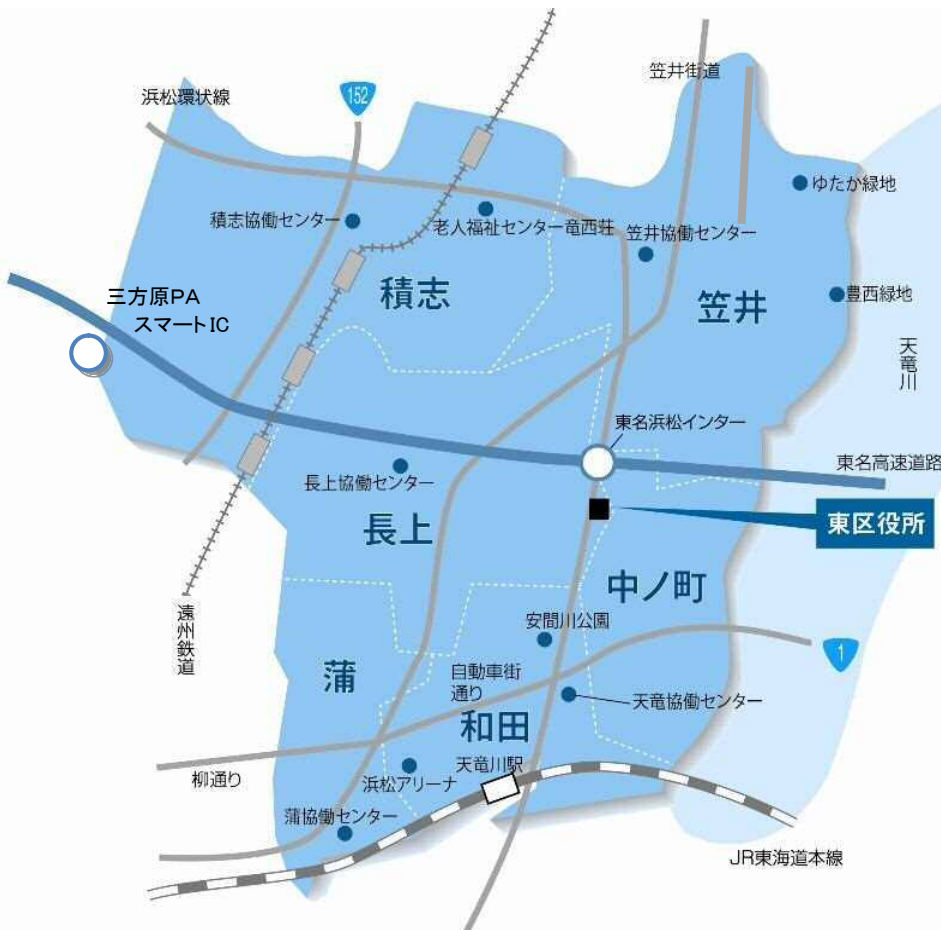 笠井街道
152
浜松環状線
ゆたか緑地
積志協働センター
老人福祉センター竜西荘
笠井協働センター
三方原PA
スマートIC
積志
笠井
豊西緑地
天竜川
東名浜松インター
東名高速道路
長上協働センター
長上
東区役所
中ノ町
遠州鉄道
安間川公園
1
蒲
自動車街
通り
天竜協働センター
和田
柳通り
天竜川駅
浜松アリーナ
蒲協働センター
JR東海道本線